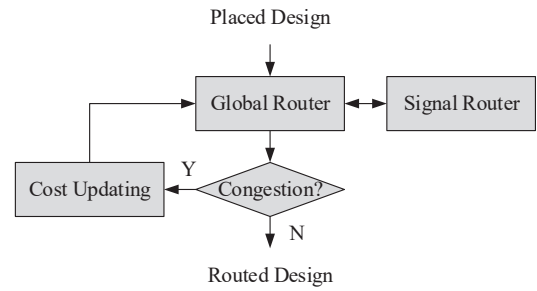 Placed Design
Global Router
Signal Router
Y
Cost Updating
Congestion?
N
Routed Design